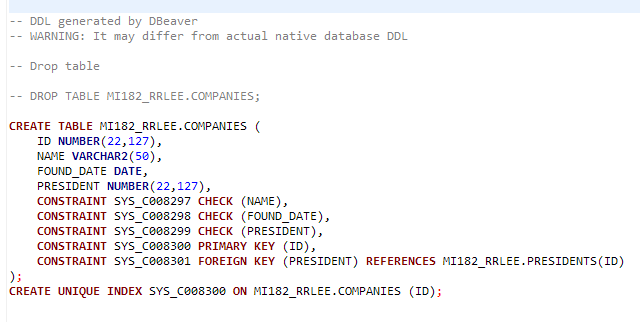 -- DDL generated by DBeaver
-- WARNING: It may differ from actual native database DDL
-- Drop table
-- DROP TABLE MI182_RRLEE.COMPANIES;
CREATE TABLE MI182_RRLEE.COMPANIES (
    ID NUMBER(22,127),
    NAME VARCHAR2(50),
    FOUND_DATE DATE,
    PRESIDENT NUMBER(22,127),
    CONSTRAINT SYS_C008297 CHECK (NAME),
    CONSTRAINT SYS_C008298 CHECK (FOUND_DATE),
    CONSTRAINT SYS_C008299 CHECK (PRESIDENT),
    CONSTRAINT SYS_C008300 PRIMARY KEY (ID),
    CONSTRAINT SYS_C008301 FOREIGN KEY (PRESIDENT) REFERENCES MI182_RRLEE.PRESIDENTS(ID)
);
CREATE UNIQUE INDEX SYS_C008300 ON MI182_RRLEE.COMPANIES (ID);